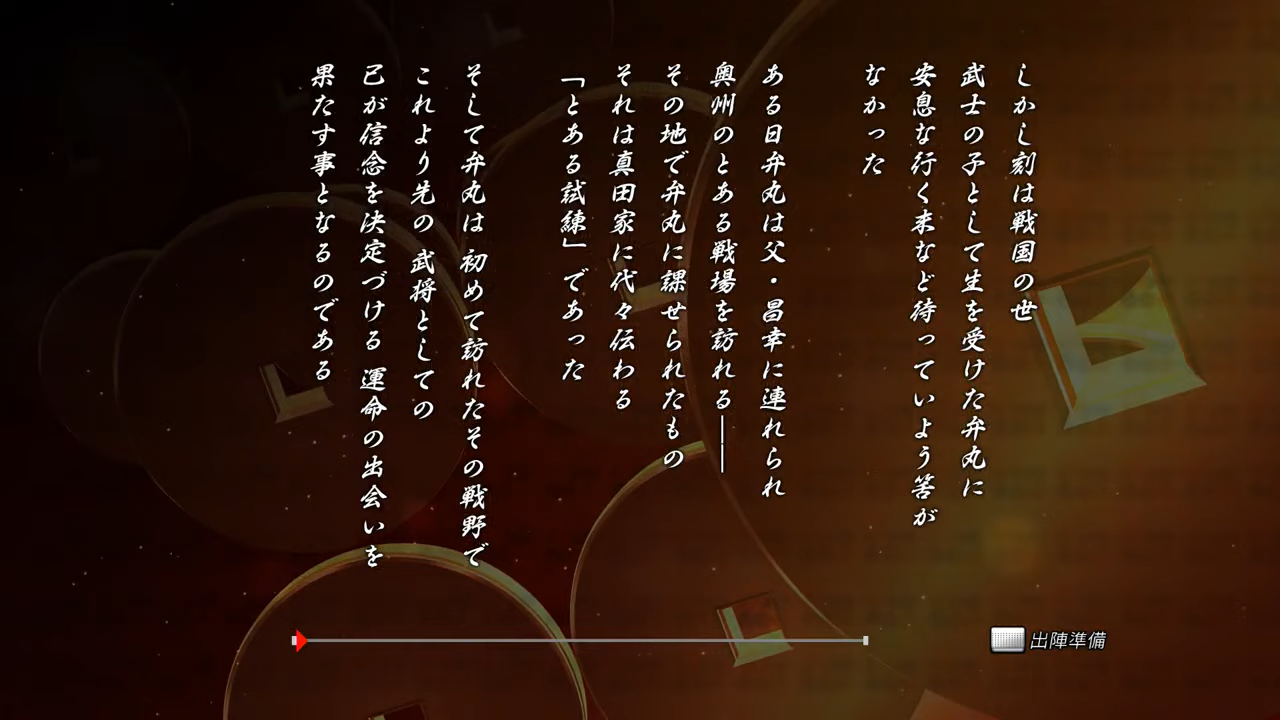 しかし刻は戦国の世
武士の子として生を受けた弁丸に
安息な行く末など待っていよう筈が
なかった
ある日弁丸は父・昌幸に連れられ
奥州のとある戦場を訪れる――
その地で弁丸に課せられたもの
それは真田家に代々伝わる
「とある試練」であった
そして弁丸は 初めて訪れたその戦野で
これより先の 武将としての
己が信念を決定づける 運命の出会いを
果たす事となるのである
出陣準備